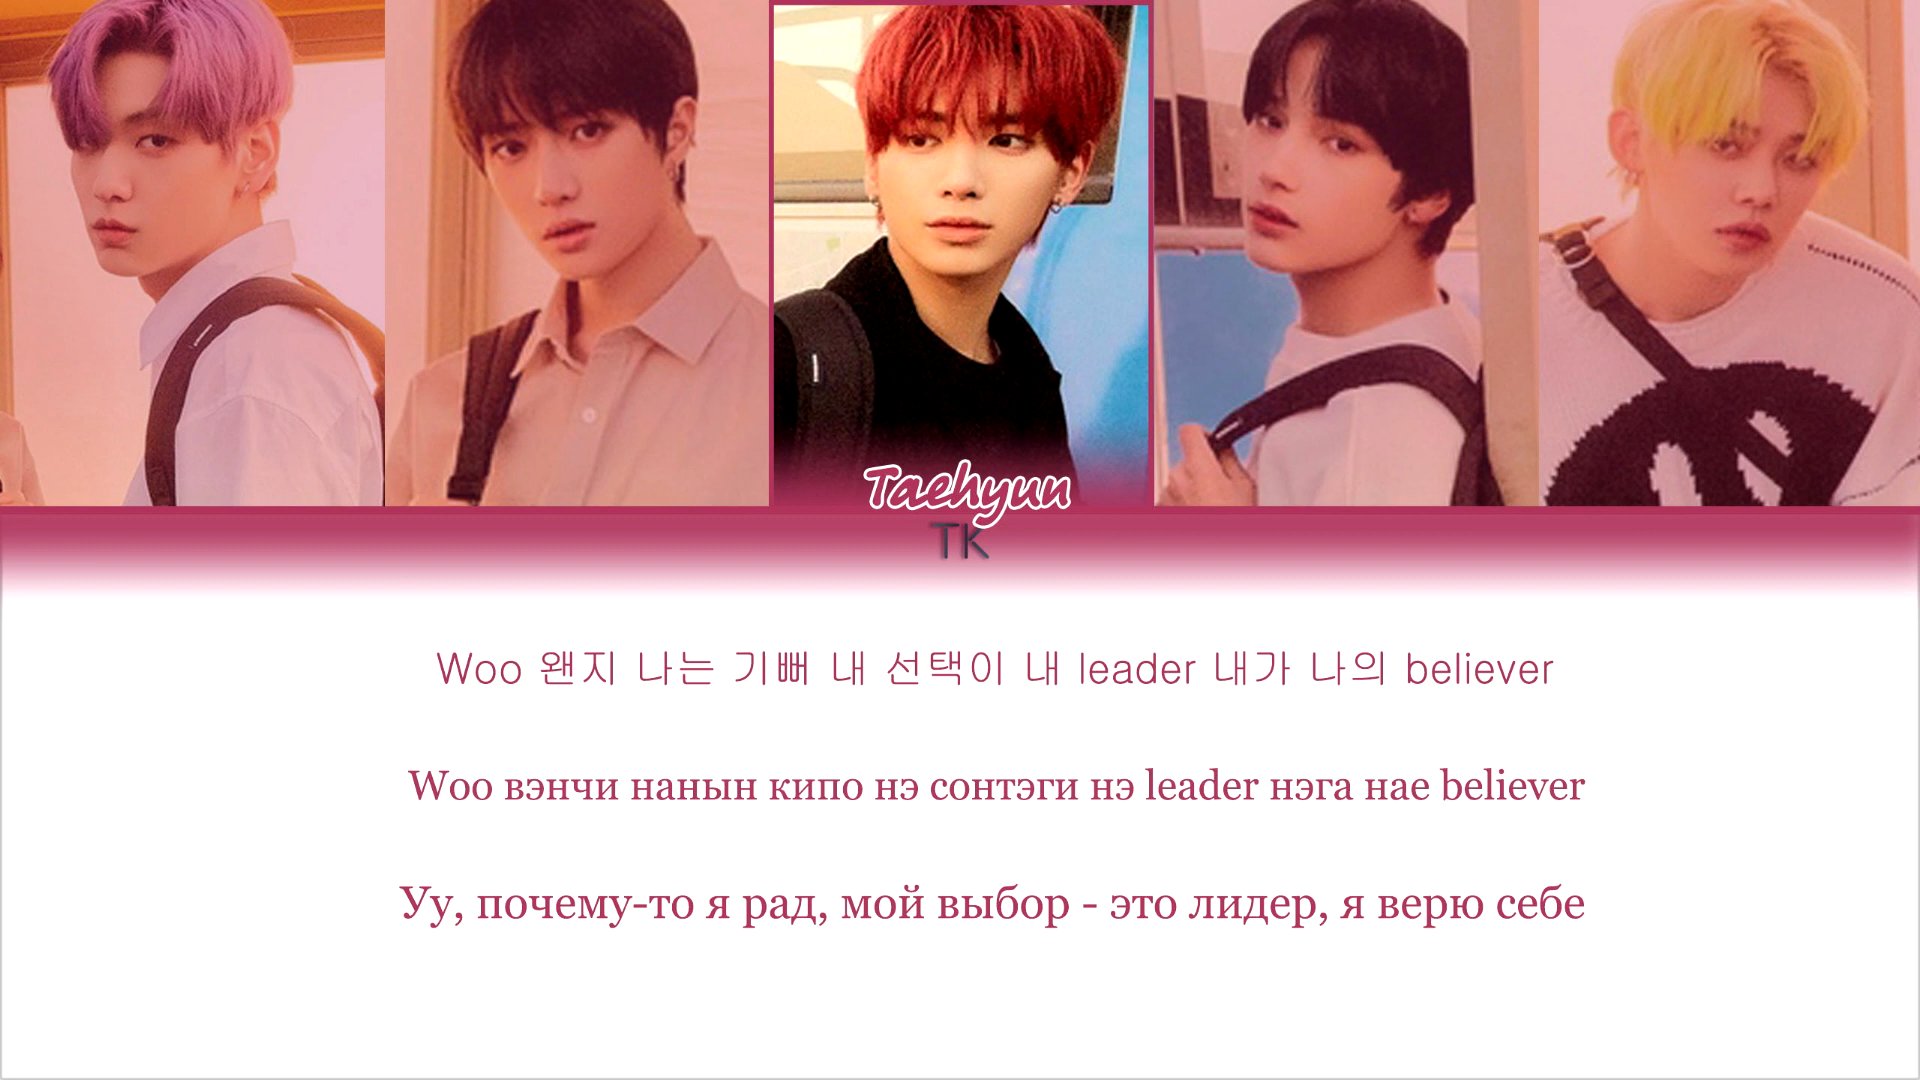 Taehyun
TK
Woo 왠지 나는 기뻐 내 선택이 내 leader 내가 나의 believer
Woo вэнчи нанын кипо нэ сонтэги нэ leader нэга нае believer
Уу, почему-то я рад, мой выбор - это лидер, я верю себе